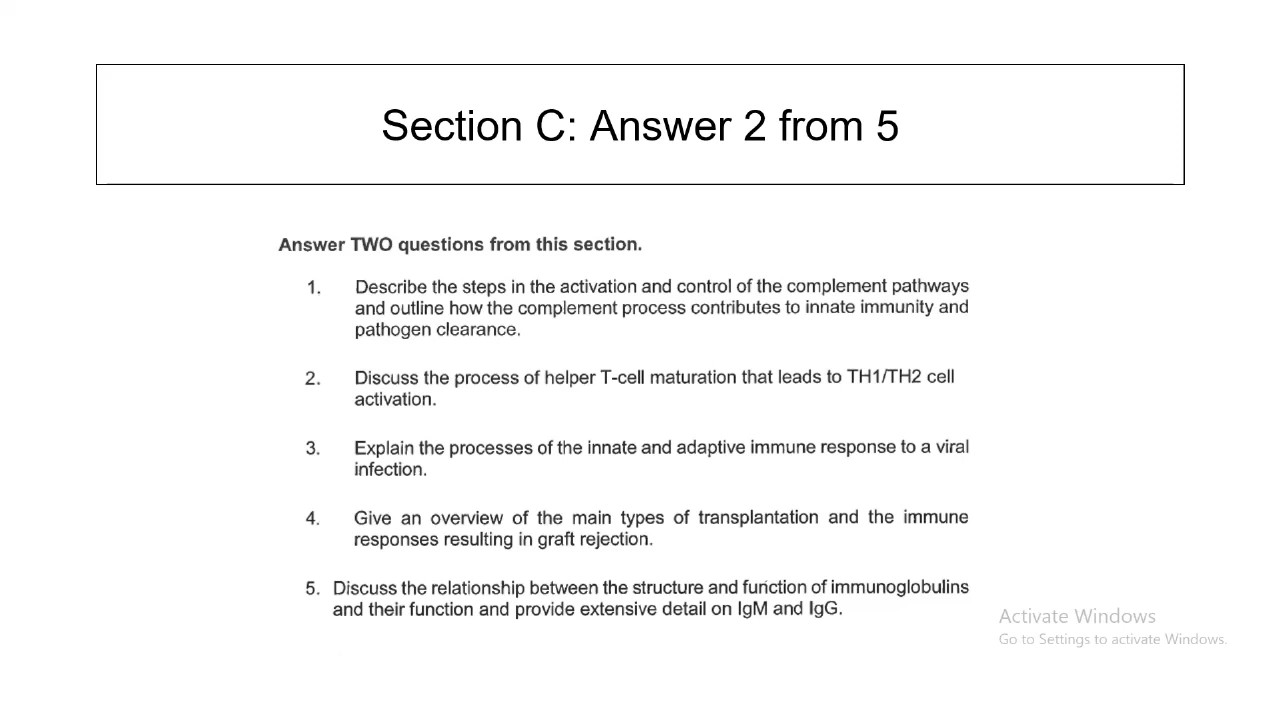 Section C: Answer 2 from 5
Answer TWO questions from this section.
1. Describe the steps in the activation and control of the complement pathways
and outline how the complement process contributes to innate immunity and
pathogen clearance.
2. Discuss the process of helper T-cell maturation that leads to TH1/TH2 cell
activation.
3. Explain the processes of the innate and adaptive immune response to a viral
infection.
4. Give an overview of the main types of transplantation and the immune
responses resulting in graft rejection.
5. Discuss the relationship between the structure and function of immunoglobulins
and their function and provide extensive detail on IgM and IgG.
Activate Windows
Go to Settings to activate Windows.